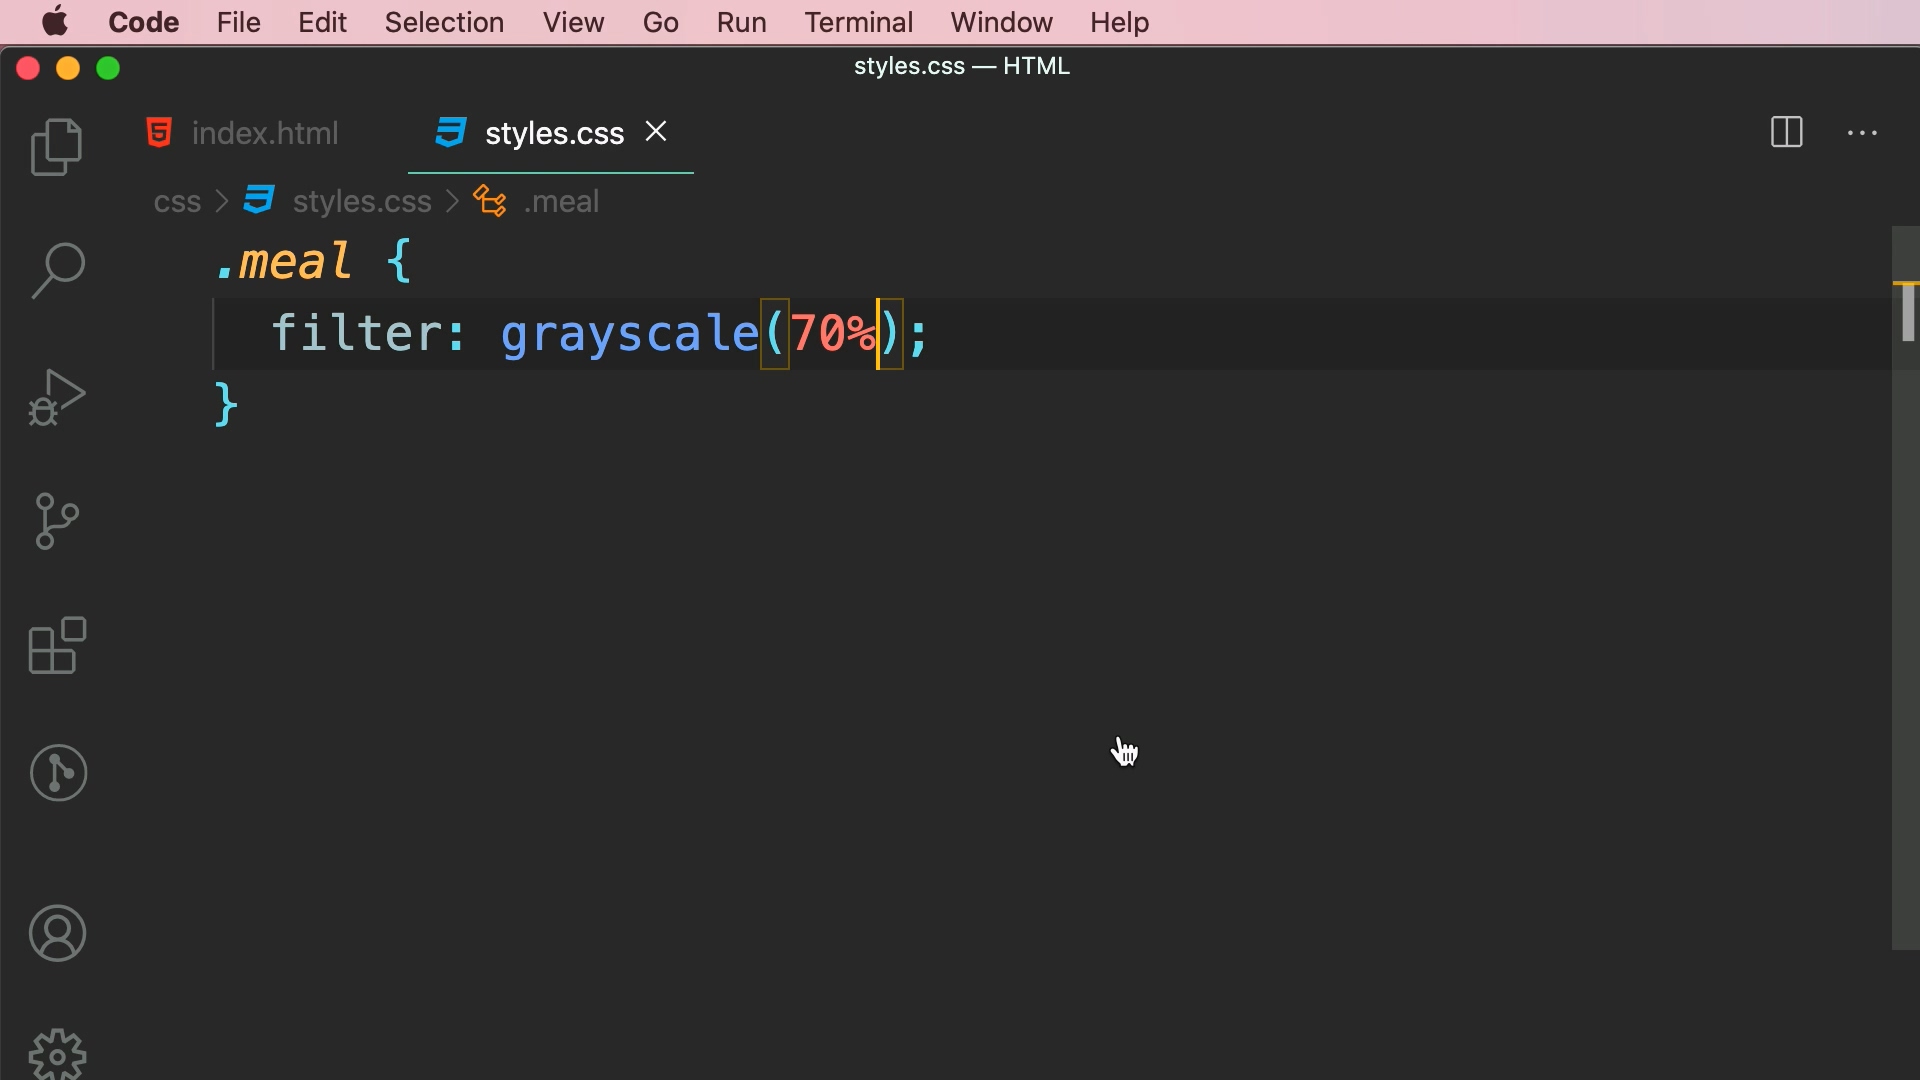 Code File Edit Selection View Go Run Terminal Window Help
styles.css — HTML
index.html styles.css
css > styles.css > .meal
.meal {
filter: grayscale(70%);
}